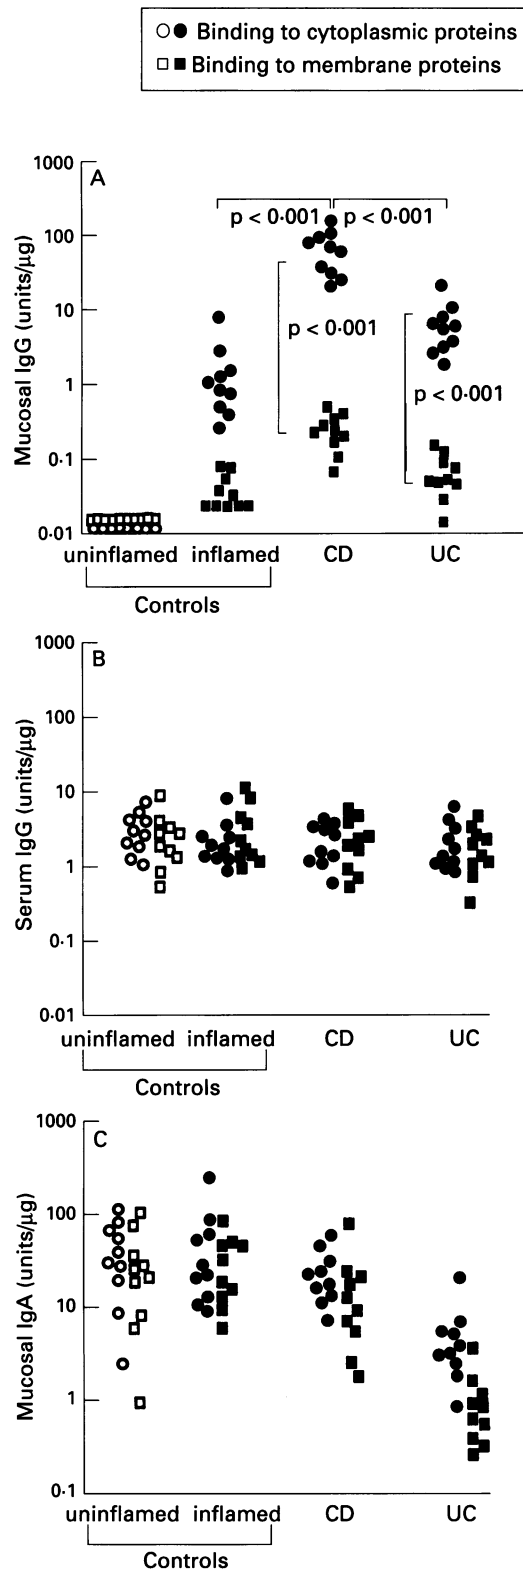 Binding to cytoplasmic proteins
Binding to membrane proteins
A
1000
100
10
1
0·1
0·01
Mucosal IgG (units/μg)
p < 0·001
p < 0·001
p < 0·001
p < 0·001
uninflamed
inflamed
CD
UC
Controls
B
1000
100
10
1
0·1
0·01
Serum IgG (units/μg)
uninflamed
inflamed
CD
UC
Controls
C
1000
100
10
1
0·1
Mucosal IgA (units/μg)
uninflamed
inflamed
CD
UC
Controls